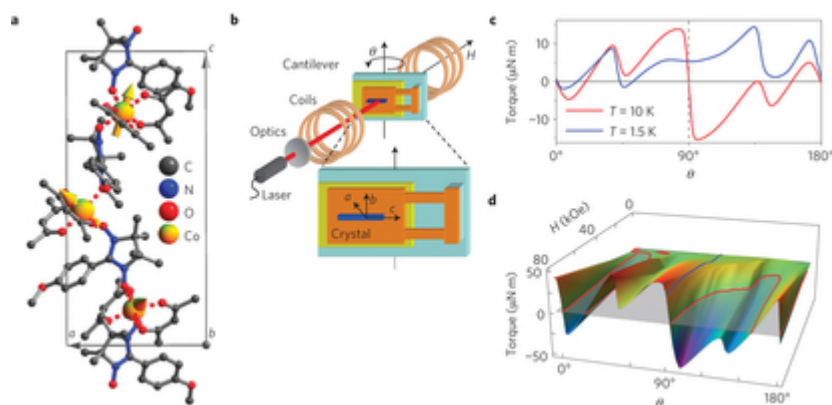 a
c
a
b
C
N
O
Co
b
θ
H
Cantilever
Coils
Optics
Laser
a
b
c
Crystal
c
Torque (µN m)
10
0
−10
T = 10 K
T = 1.5 K
0°
90°
180°
θ
d
H (kOe)
0
40
80
Torque (µN m)
50
0
−50
0°
90°
180°
θ